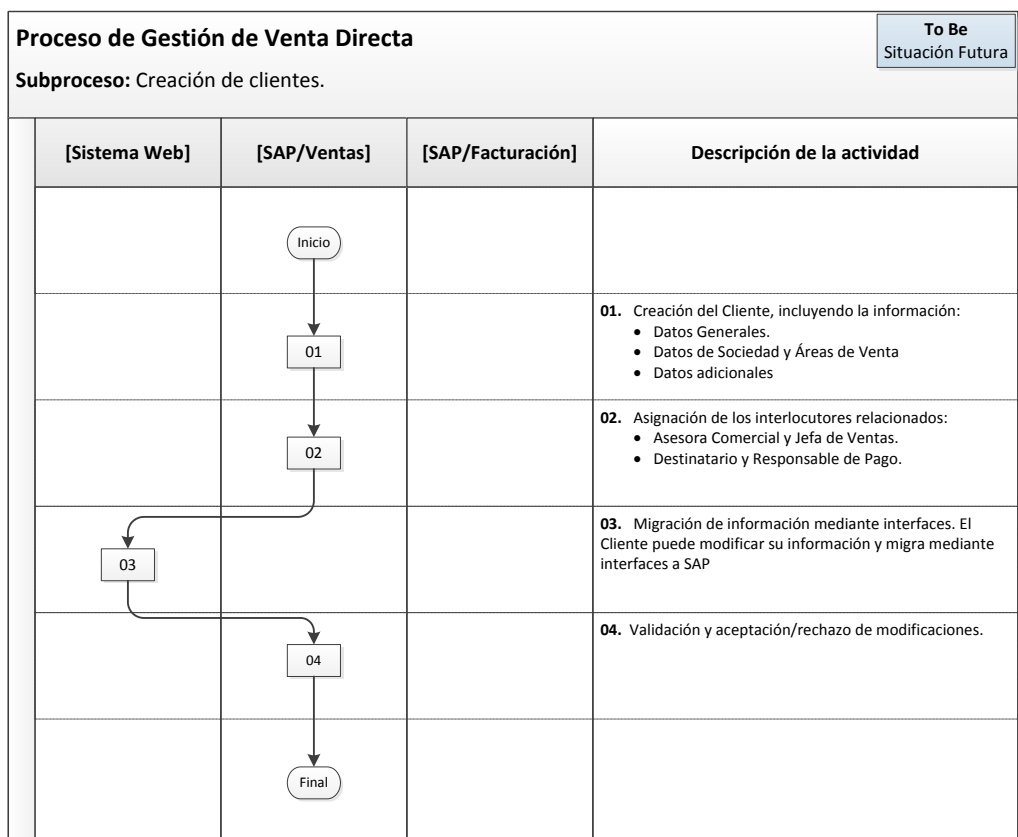 Proceso de Gestión de Venta Directa
To Be
Situación Futura
Subproceso: Creación de clientes.
[Sistema Web]
[SAP/Ventas]
[SAP/Facturación]
Descripción de la actividad
Inicio
01
01. Creación del Cliente, incluyendo la información:
• Datos Generales.
• Datos de Sociedad y Áreas de Venta
• Datos adicionales
02
02. Asignación de los interlocutores relacionados:
• Asesora Comercial y Jefa de Ventas.
• Destinatario y Responsable de Pago.
03
03. Migración de información mediante interfaces. El
Cliente puede modificar su información y migra mediante
interfaces a SAP
04
04. Validación y aceptación/rechazo de modificaciones.
Final